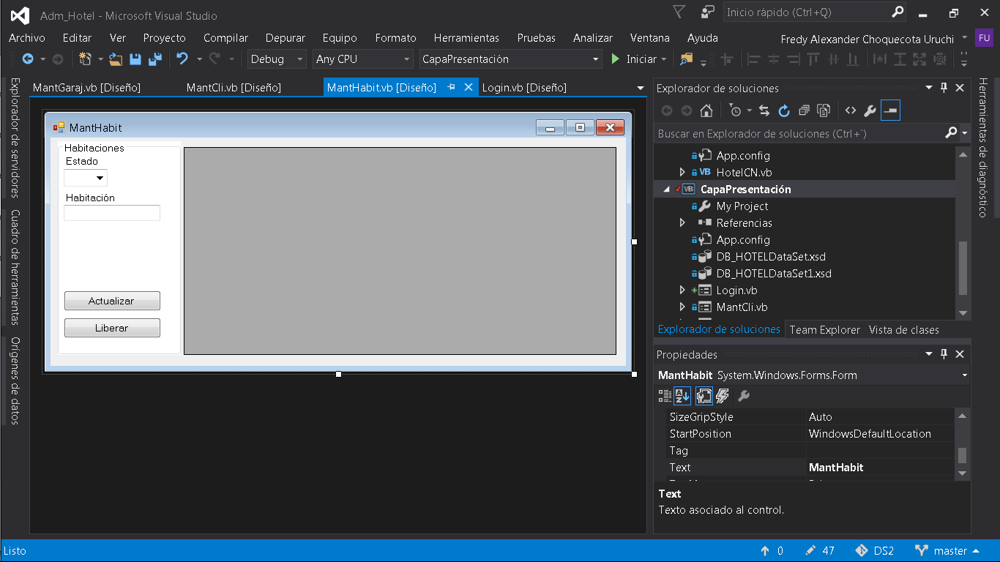 Adm_Hotel - Microsoft Visual Studio
Inicio rápido (Ctrl+Q)
Archivo Editar Ver Proyecto Compilar Depurar Equipo Formato Herramientas Pruebas Analizar Ventana Ayuda
Fredy Alexander Choquecota Uruchi FU
Debug Any CPU CapaPresentación Iniciar
Explorador de servidores
Cuadro de herramientas
Orígenes de datos
MantGaraj.vb [Diseño] MantCli.vb [Diseño] MantHabit.vb [Diseño] Login.vb [Diseño]
MantHabit
Habitaciones
Estado
Habitación
Actualizar
Liberar
Explorador de soluciones
Buscar en Explorador de soluciones (Ctrl+`)
App.config
VB HotelCN.vb
VB CapaPresentación
My Project
Referencias
App.config
DB_HOTELDataSet.xsd
DB_HOTELDataSet1.xsd
Login.vb
MantCli.vb
Explorador de soluciones Team Explorer Vista de clases
Propiedades
MantHabit System.Windows.Forms.Form
SizeGripStyle Auto
StartPosition WindowsDefaultLocation
Tag
Text MantHabit
Text
Texto asociado al control.
Herramientas de diagnóstico
Listo
0 47 DS2 master